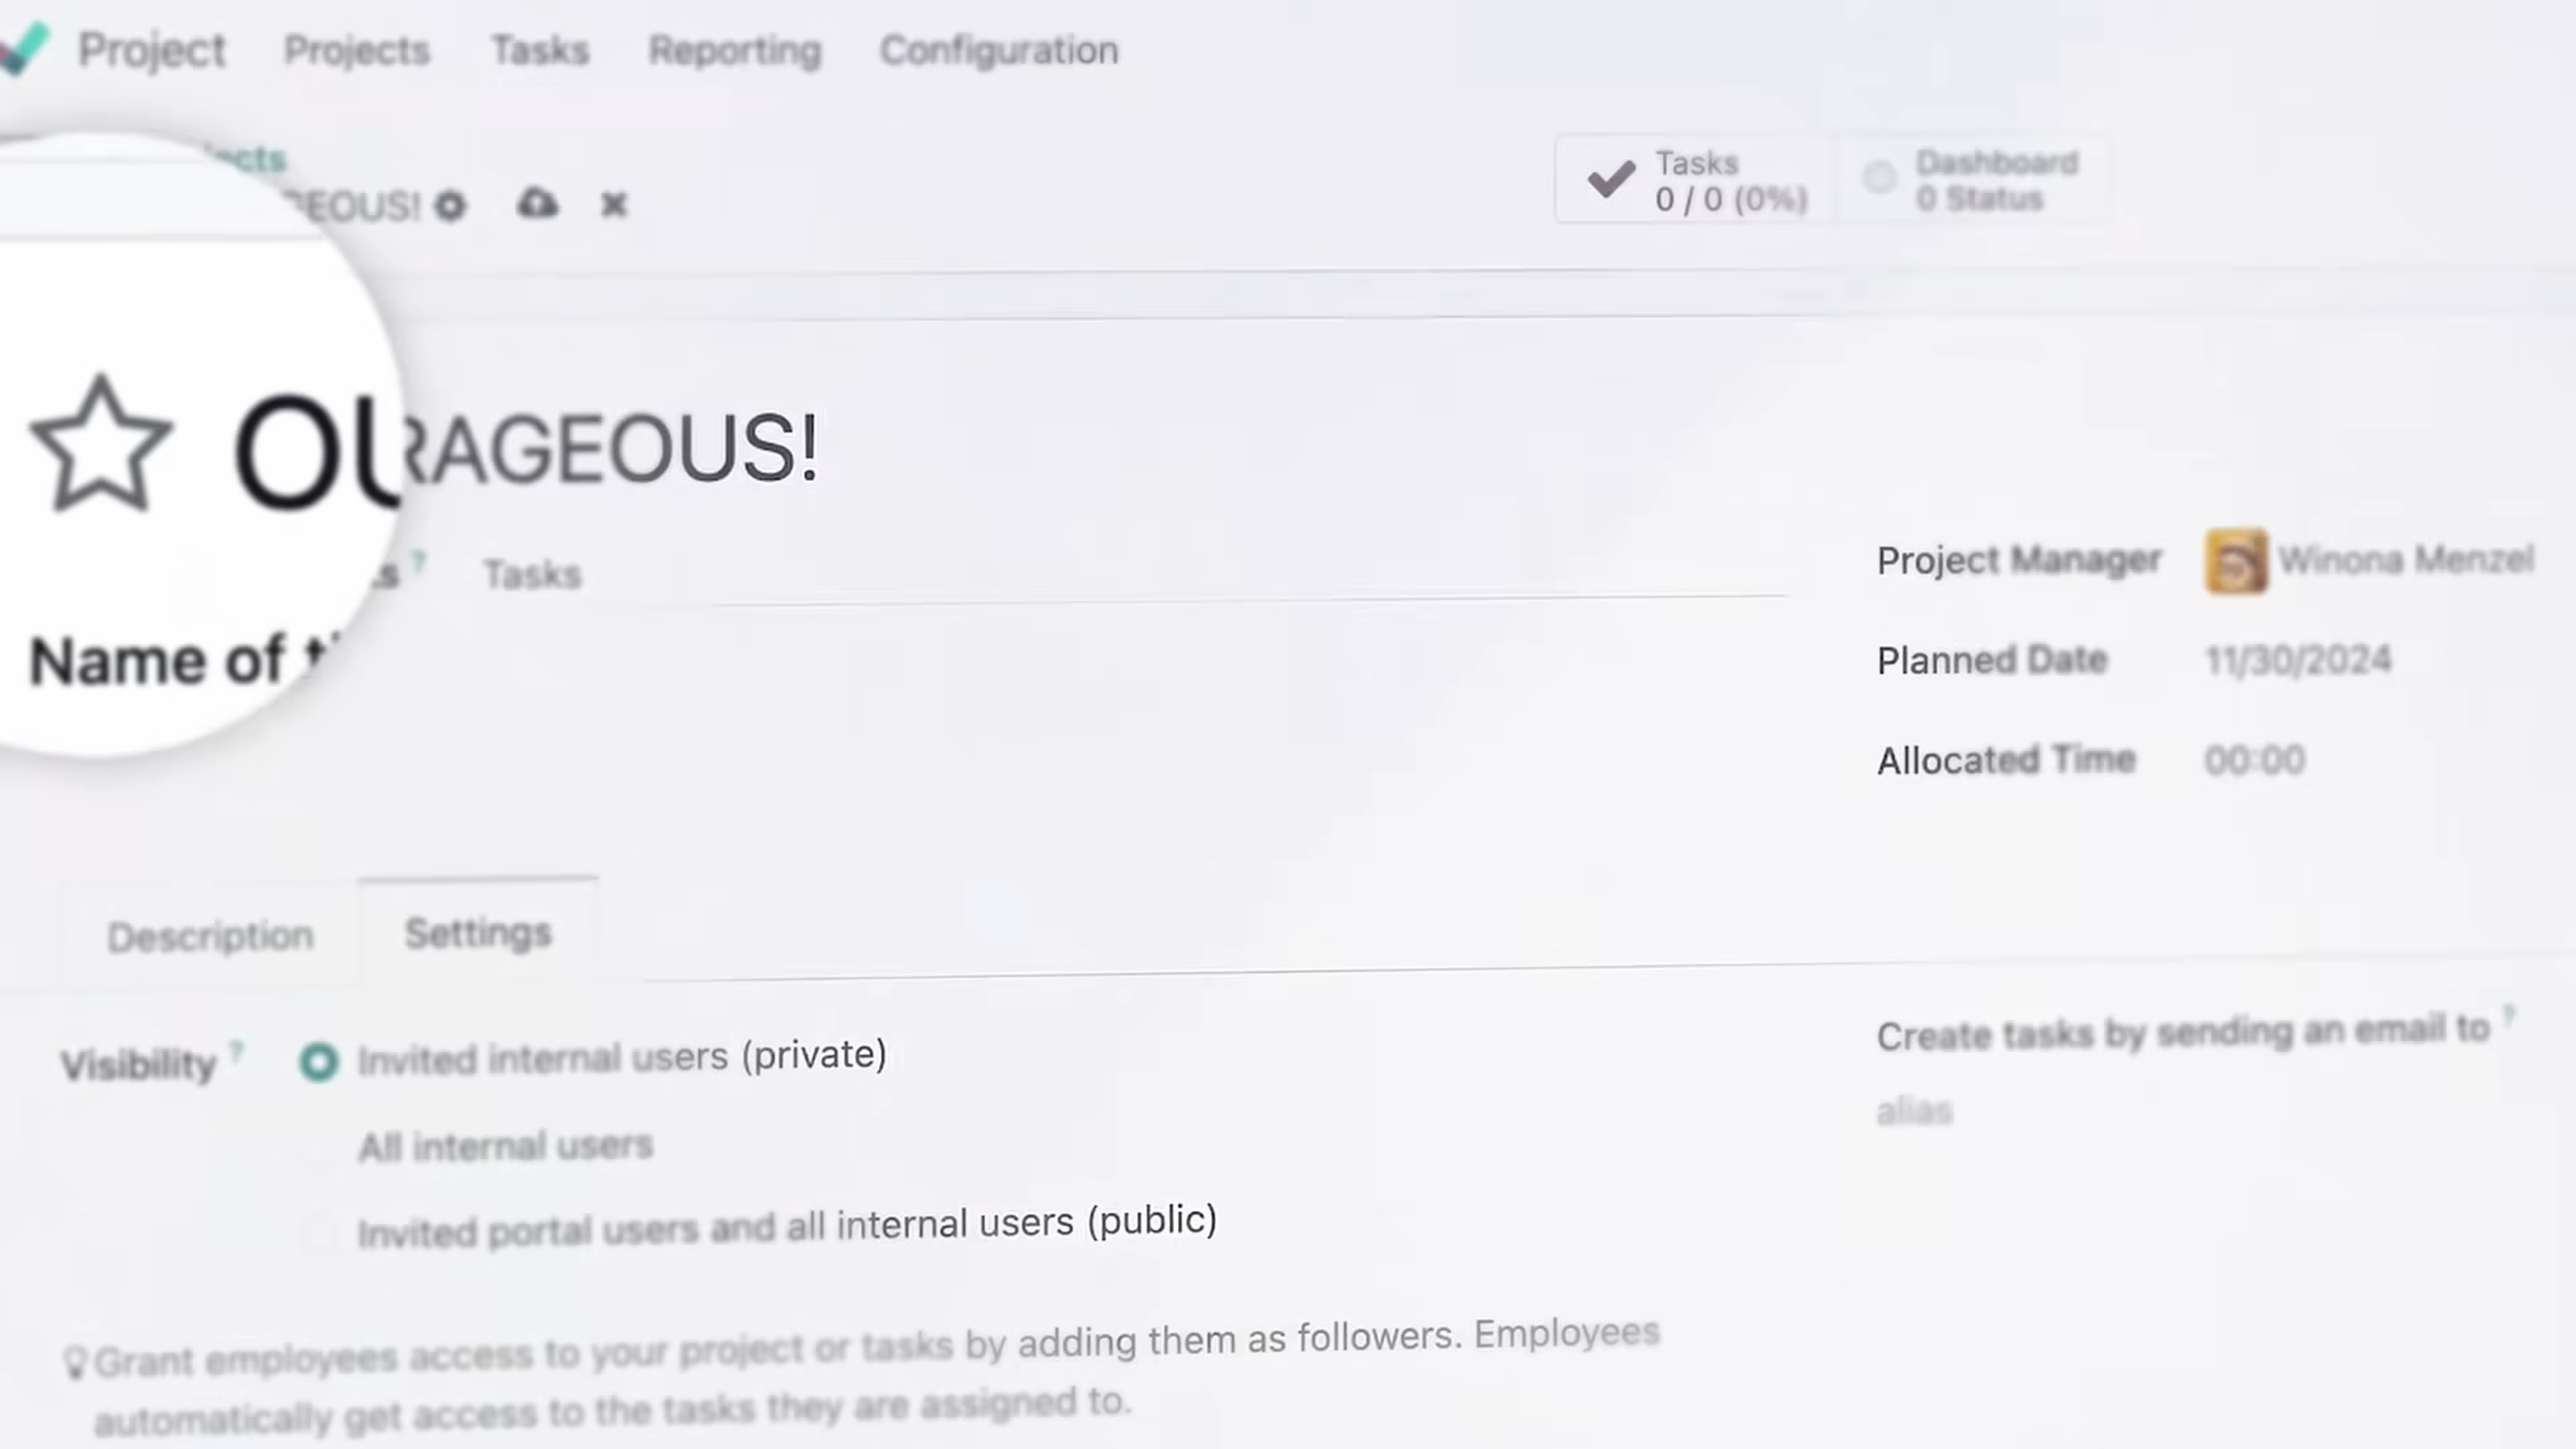 Project Projects Tasks Reporting Configuration
Tasks
0 / 0 (0%)
Dashboard
0 Status
RAGEOUS!
Tasks
Name of
Project Manager Winona Menzel
Planned Date 11/30/2024
Allocated Time 00:00
Description Settings
Visibility ? Invited internal users (private)
All internal users
Invited portal users and all internal users (public)
Create tasks by sending an email to ?
alias
Grant employees access to your project or tasks by adding them as followers. Employees
automatically get access to the tasks they are assigned to.